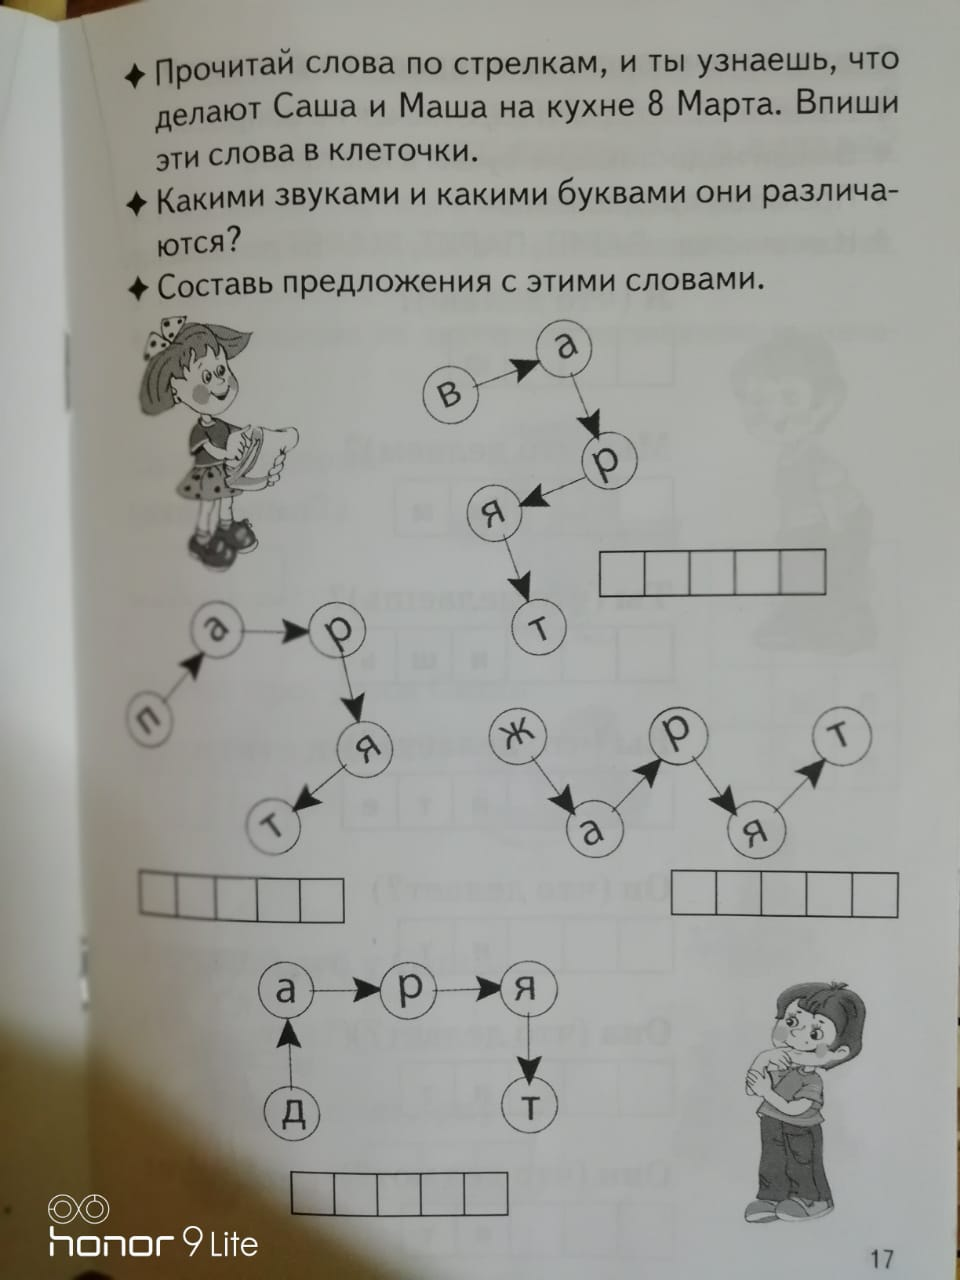 Прочитай слова по стрелкам, и ты узнаешь, что
делают Саша и Маша на кухне 8 Марта. Впиши
эти слова в клеточки.
Какими звуками и какими буквами они различа-
ются?
Составь предложения с этими словами.
в а р я т
п а р я т
ж а р я т
д а р я т
honor 9 Lite
17